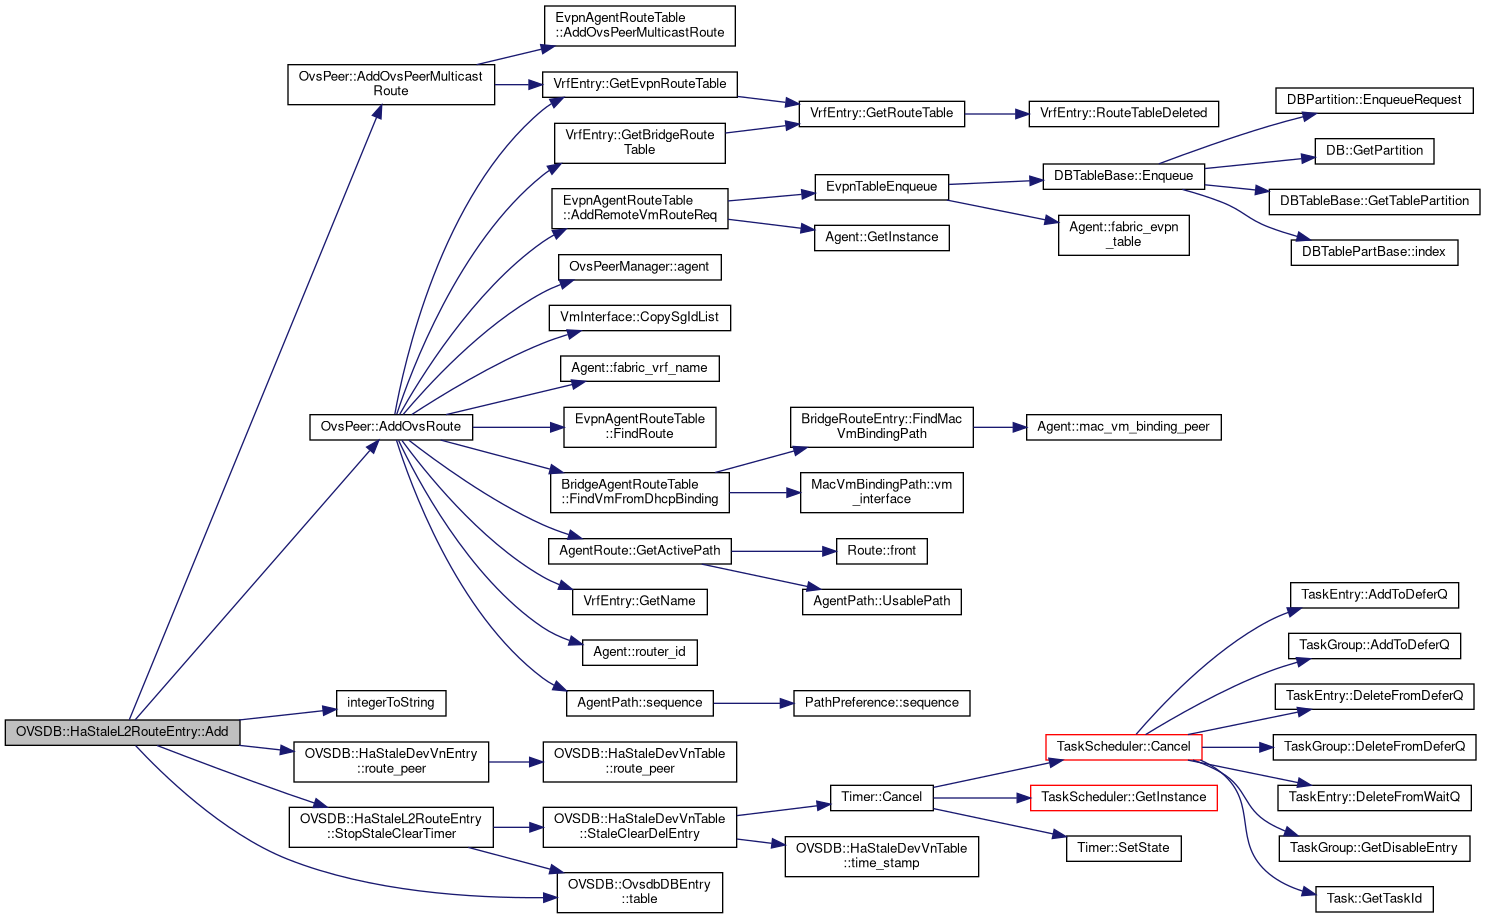 EvpnAgentRouteTable
::AddOvsPeerMulticastRoute
OvsPeer::AddOvsPeerMulticast
Route
VrfEntry::GetEvpnRouteTable
VrfEntry::GetRouteTable
VrfEntry::RouteTableDeleted
DBPartition::EnqueueRequest
VrfEntry::GetBridgeRoute
Table
DB::GetPartition
EvpnTableEnqueue
DBTableBase::Enqueue
EvpnAgentRouteTable
::AddRemoteVmRouteReq
DBTableBase::GetTablePartition
Agent::GetInstance
Agent::fabric_evpn
_table
DBTablePartBase::index
OvsPeerManager::agent
VmInterface::CopySgIdList
Agent::fabric_vrf_name
OvsPeer::AddOvsRoute
EvpnAgentRouteTable
::FindRoute
BridgeRouteEntry::FindMac
VmBindingPath
Agent::mac_vm_binding_peer
BridgeAgentRouteTable
::FindVmFromDhcpBinding
MacVmBindingPath::vm
_interface
AgentRoute::GetActivePath
Route::front
VrfEntry::GetName
AgentPath::UsablePath
TaskEntry::AddToDeferQ
Agent::router_id
TaskGroup::AddToDeferQ
integerToString
AgentPath::sequence
PathPreference::sequence
TaskEntry::DeleteFromDeferQ
OVSDB::HaStaleL2RouteEntry::Add
TaskScheduler::Cancel
TaskGroup::DeleteFromDeferQ
OVSDB::HaStaleDevVnEntry
::route_peer
OVSDB::HaStaleDevVnTable
::route_peer
Timer::Cancel
TaskScheduler::GetInstance
TaskEntry::DeleteFromWaitQ
OVSDB::HaStaleL2RouteEntry
::StopStaleClearTimer
OVSDB::HaStaleDevVnTable
::StaleClearDelEntry
Timer::SetState
TaskGroup::GetDisableEntry
OVSDB::HaStaleDevVnTable
::time_stamp
OVSDB::OvsdbDBEntry
::table
Task::GetTaskId